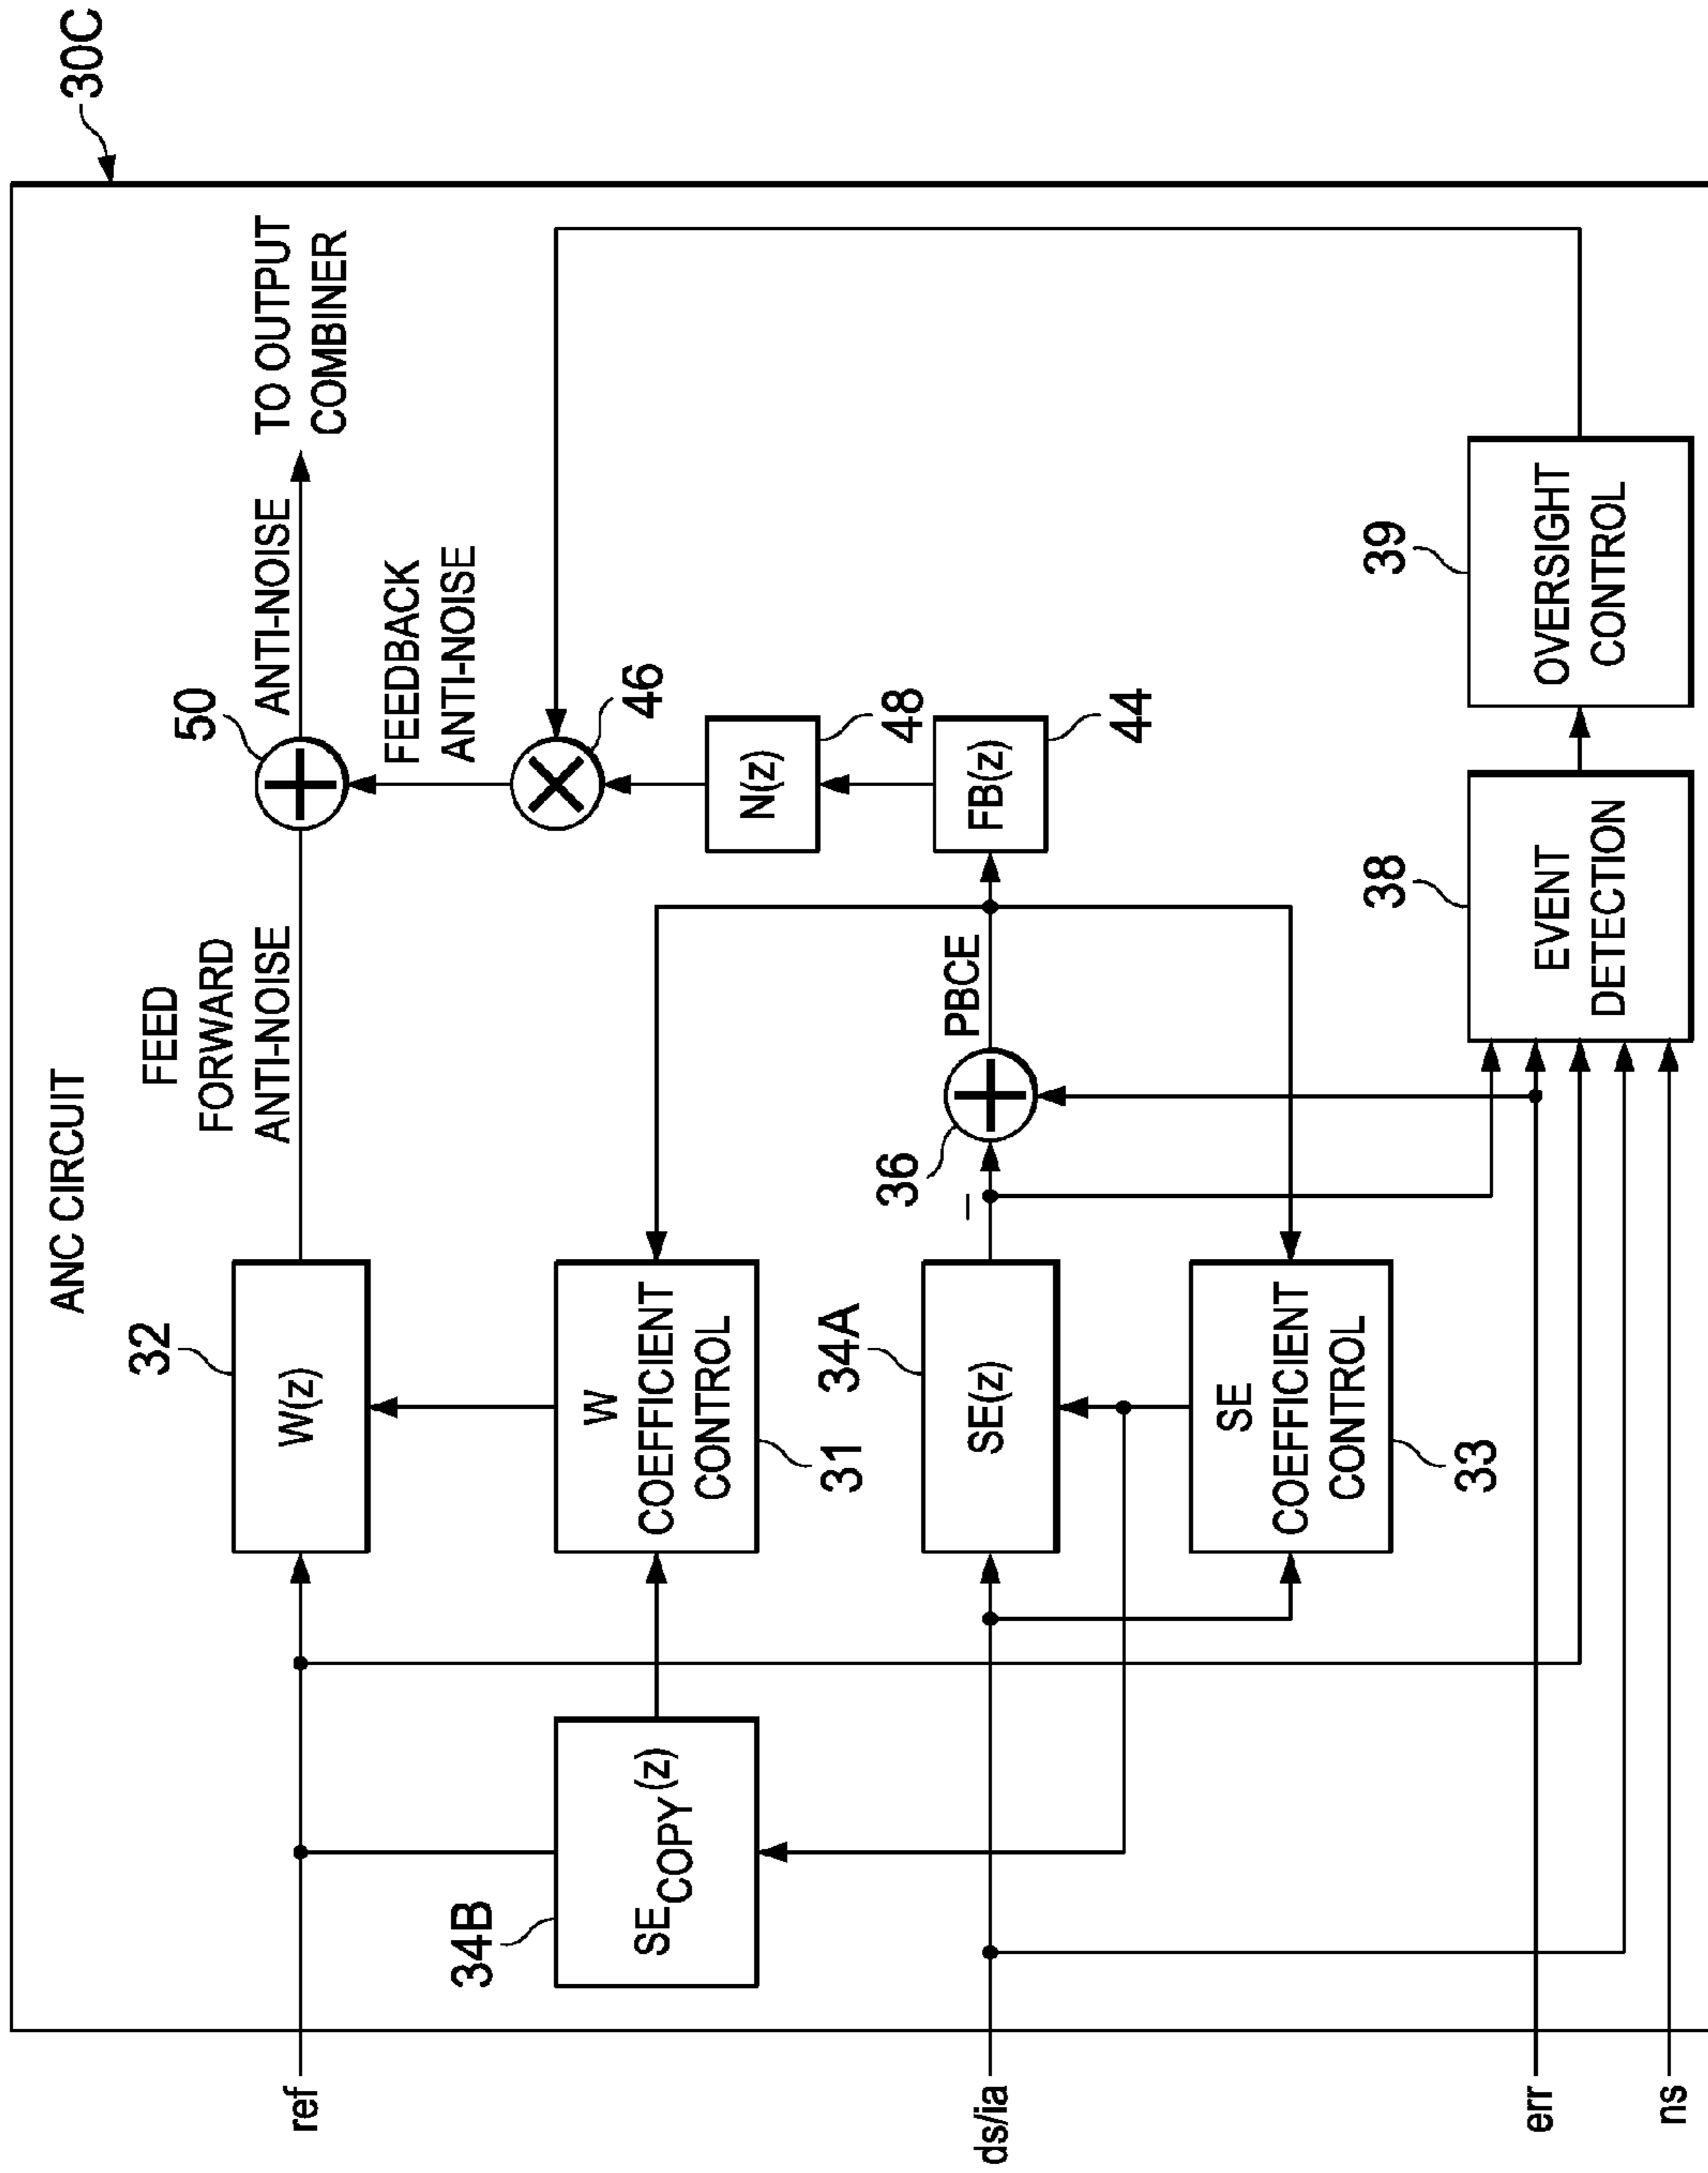 30C
ANC CIRCUIT
FEED
FORWARD
ANTI-NOISE
ANTI-NOISE
TO OUTPUT
COMBINER
50
FEEDBACK
ANTI-NOISE
46
32
W(z)
ref
34B
SECOPY(z)
W
COEFFICIENT
CONTROL
31
N(z)
48
34A
SE(z)
–
36
PBCE
FB(z)
44
ds/ia
SE
COEFFICIENT
CONTROL
33
38
EVENT
DETECTION
39
OVERSIGHT
CONTROL
err
ns